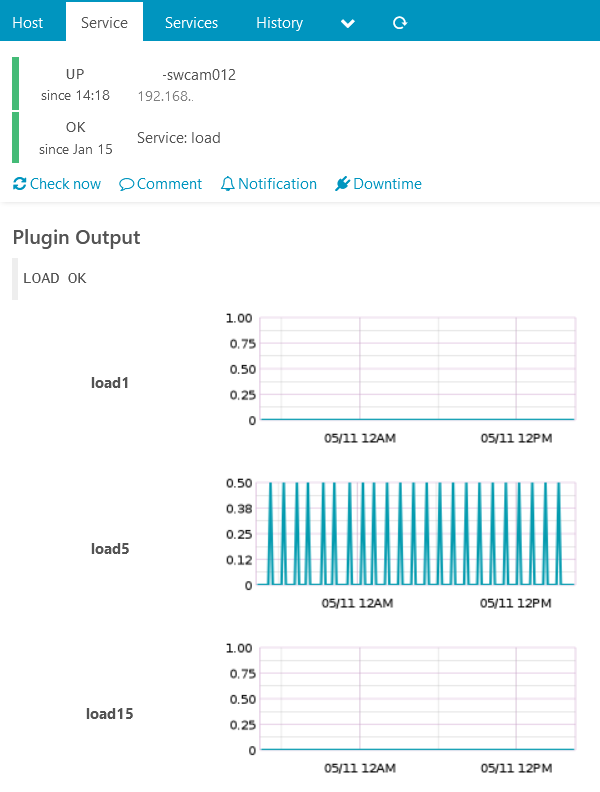 Host Service Services History
UP
-swcam012
since 14:18
192.168..
OK
since Jan 15
Service: load
Check now Comment Notification Downtime
Plugin Output
LOAD OK
load1
1.00
0.75
0.50
0.25
0
05/11 12AM 05/11 12PM
load5
0.50
0.38
0.25
0.12
0
05/11 12AM 05/11 12PM
load15
1.00
0.75
0.50
0.25
0
05/11 12AM 05/11 12PM